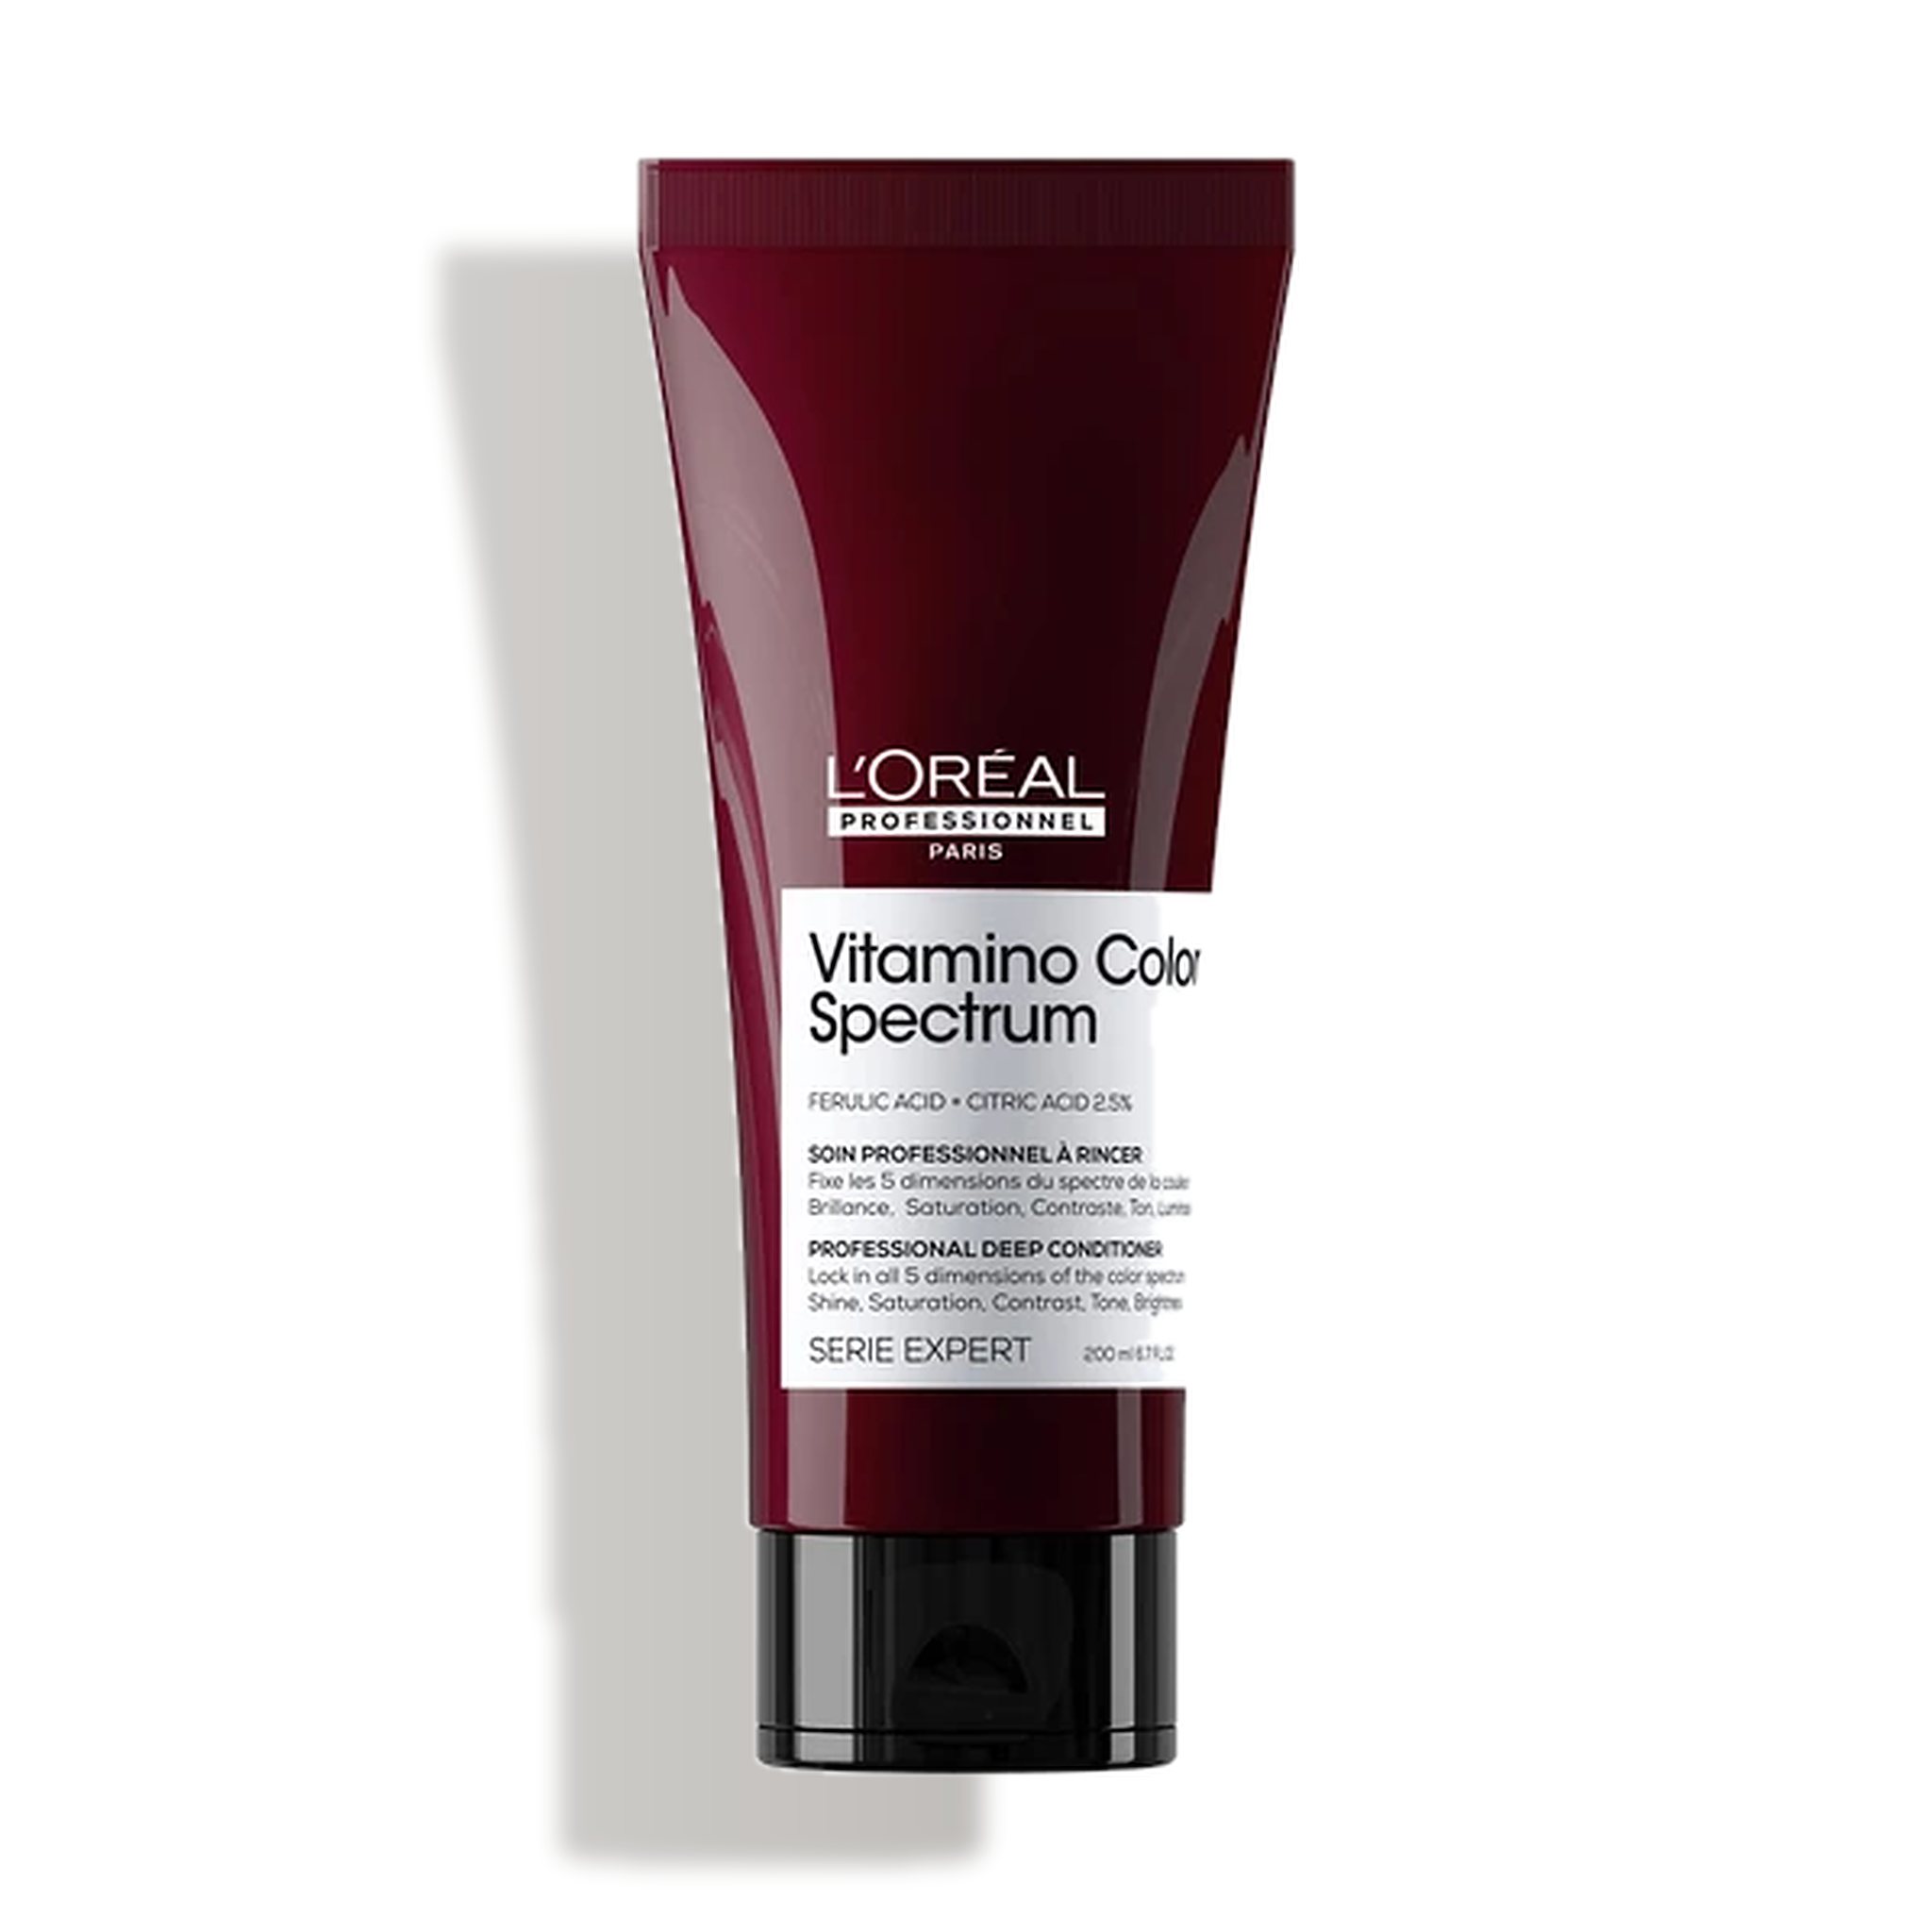 L'ORÉAL
PROFESSIONNEL
PARIS
Vitamino Color
Spectrum
FERULIC ACID • CITRIC ACID 2.5%
SOIN PROFESSIONNEL À RINCER
Fixe les 5 dimensions du spectre de la
Brillance, Saturation, Contraste, Ton,
PROFESSIONAL DEEP CONDITIONER
Lock in all 5 dimensions of the color
Shine, Saturation, Contrast, Tone,
SERIE EXPERT
200 ml